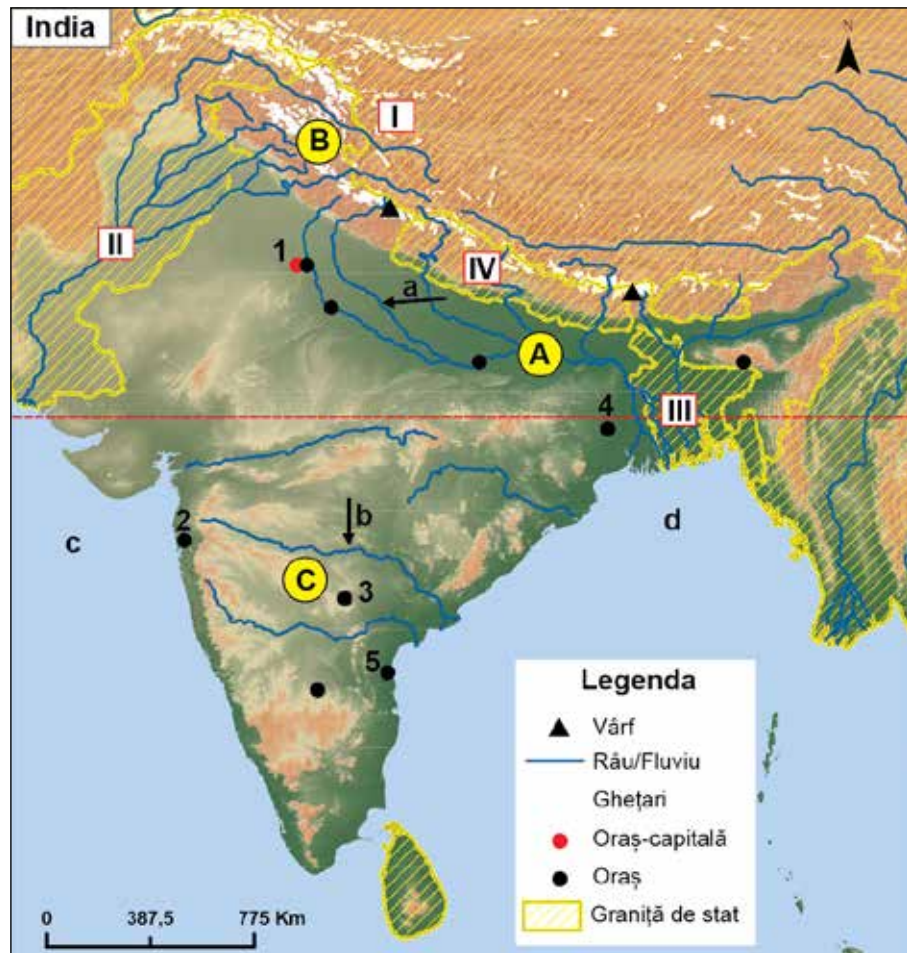 India
N
I
B
II
1
IV
a
A
4
III
b
2
c
d
C
3
5
Legenda
Vârf
Râu/Fluviu
Ghețari
Oraș-capitală
Oraș
Graniță de stat
0 387,5 775 Km